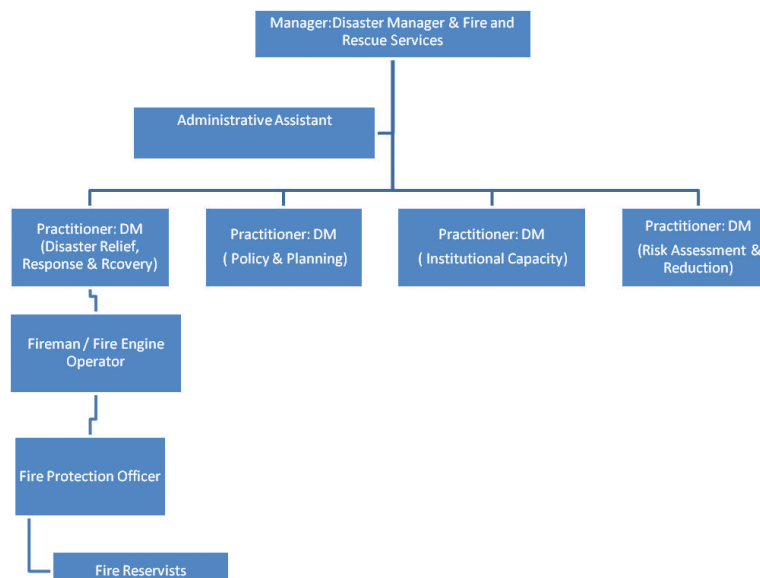 Manager:Disaster Manager & Fire and
Rescue Services
Administrative Assistant
Practitioner: DM
(Disaster Relief,
Response & Rcovery)
Practitioner: DM
( Policy & Planning)
Practitioner: DM
( Institutional Capacity)
Practitioner: DM
(Risk Assessment &
Reduction)
Fireman / Fire Engine
Operator
Fire Protection Officer
Fire Reservists